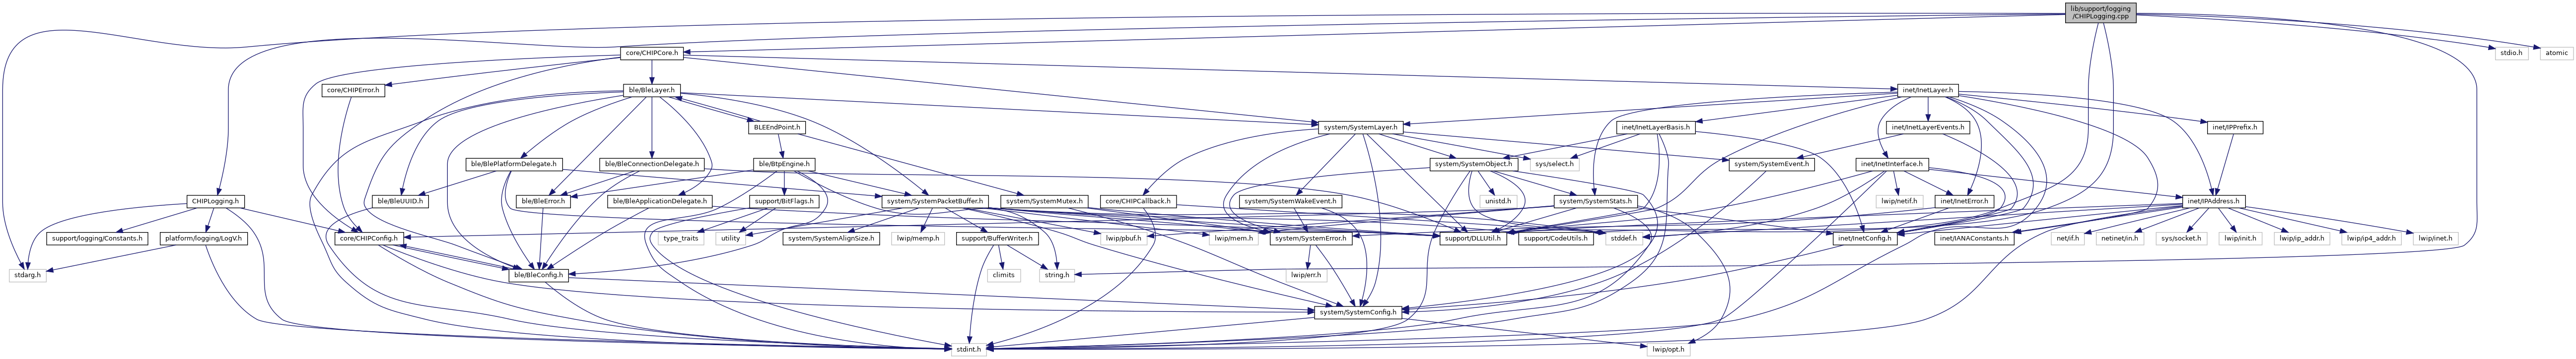 lib/support/logging
/CHIPLogging.cpp
core/CHIPCore.h
stdio.h
atomic
core/CHIPError.h
ble/BleLayer.h
inet/InetLayer.h
BLEEndPoint.h
system/SystemLayer.h
inet/InetLayerBasis.h
inet/InetLayerEvents.h
inet/IPPrefix.h
ble/BlePlatformDelegate.h
ble/BleConnectionDelegate.h
ble/BtpEngine.h
system/SystemObject.h
sys/select.h
system/SystemEvent.h
inet/InetInterface.h
CHIPLogging.h
ble/BleUUID.h
ble/BleError.h
ble/BleApplicationDelegate.h
support/BitFlags.h
system/SystemPacketBuffer.h
system/SystemMutex.h
core/CHIPCallback.h
system/SystemWakeEvent.h
unistd.h
system/SystemStats.h
lwip/netif.h
inet/InetError.h
inet/IPAddress.h
support/logging/Constants.h
platform/logging/LogV.h
core/CHIPConfig.h
type_traits
utility
system/SystemAlignSize.h
lwip/memp.h
support/BufferWriter.h
lwip/pbuf.h
lwip/mem.h
system/SystemError.h
support/DLLUtil.h
support/CodeUtils.h
stddef.h
inet/InetConfig.h
inet/IANAConstants.h
net/if.h
netinet/in.h
sys/socket.h
lwip/init.h
lwip/ip_addr.h
lwip/ip4_addr.h
lwip/inet.h
stdarg.h
ble/BleConfig.h
climits
string.h
lwip/err.h
system/SystemConfig.h
stdint.h
lwip/opt.h